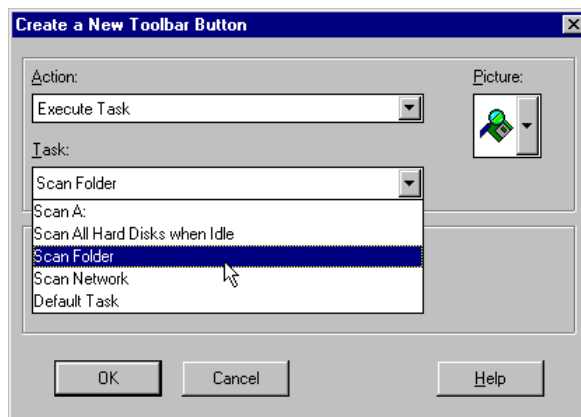 Create a New Toolbar Button
Action:
Picture:
Execute Task
Task:
Scan Folder
Scan A:
Scan All Hard Disks when Idle
Scan Folder
Scan Network
Default Task
OK
Cancel
Help